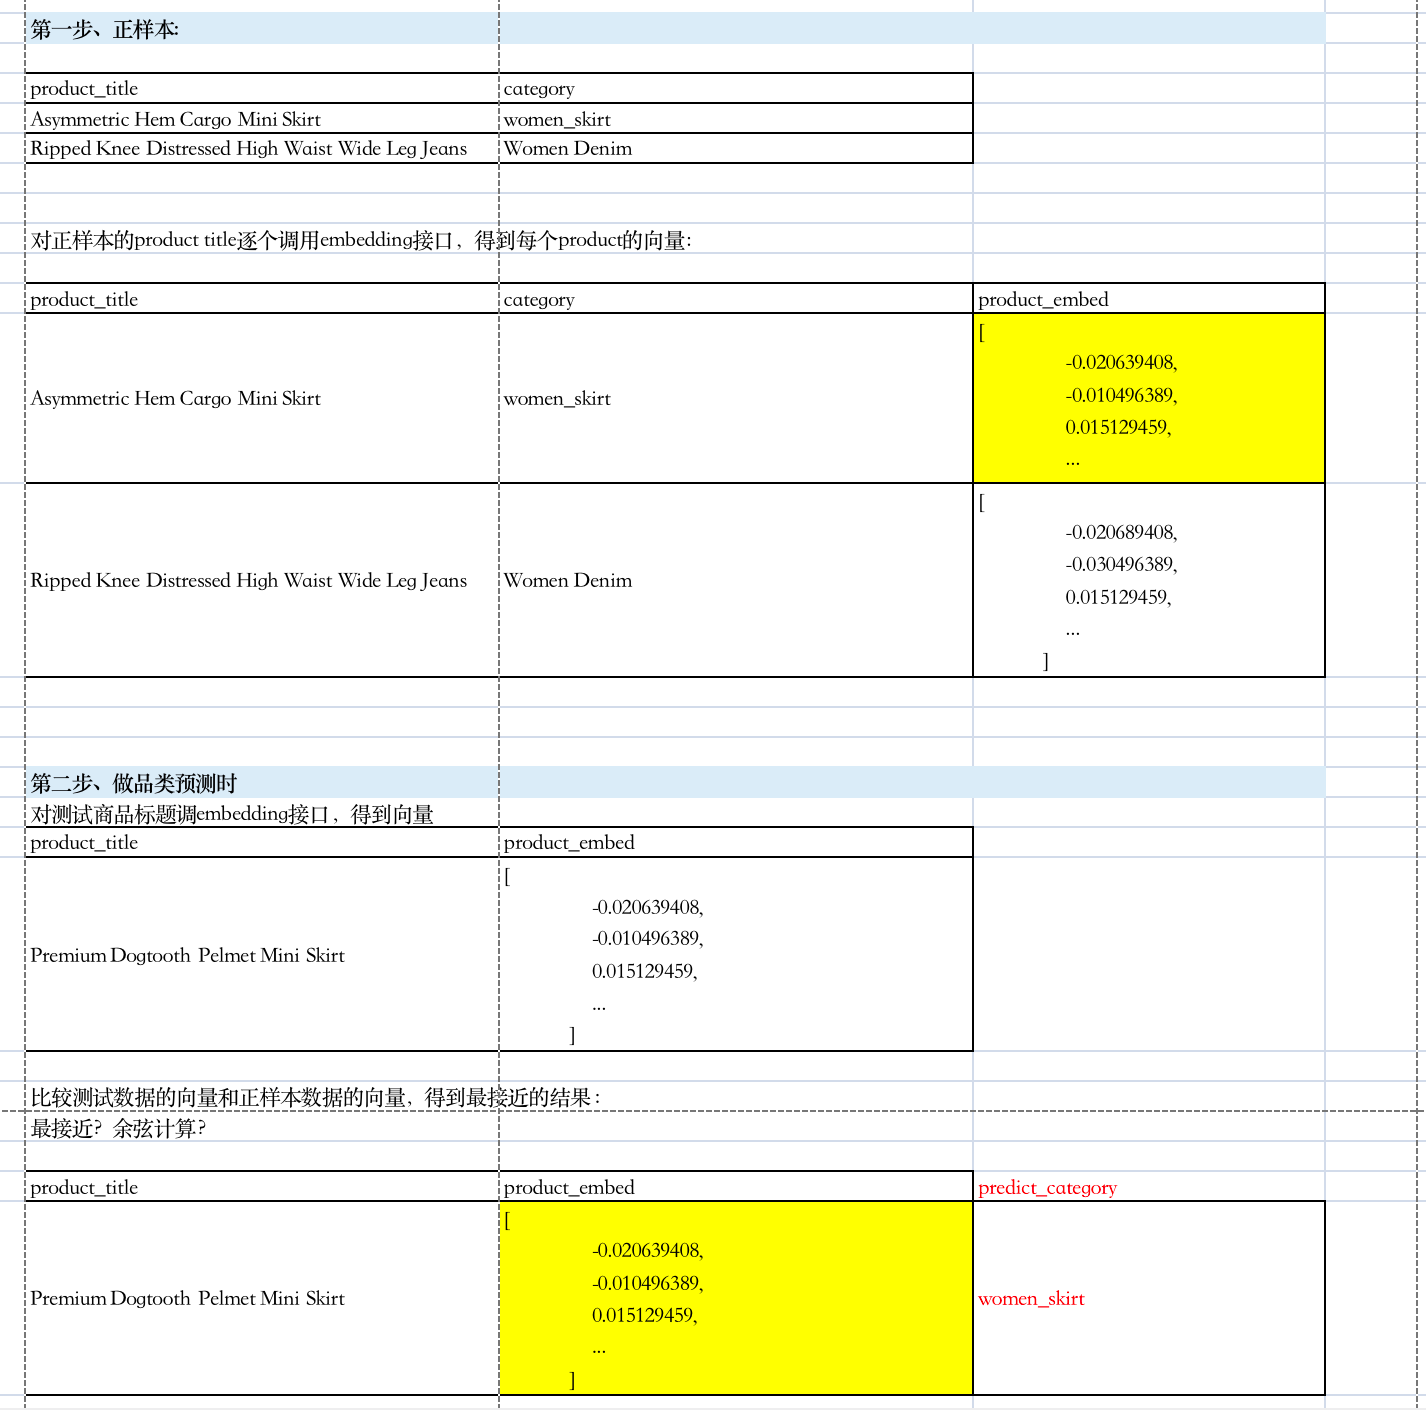 第一步、正样本:
product_title category
Asymmetric Hem Cargo Mini Skirt women_skirt
Ripped Knee Distressed High Waist Wide Leg Jeans Women Denim
对正样本的product title逐个调用embedding接口，得到每个product的向量:
product_title category product_embed
[
-0.020639408,
-0.010496389,
Asymmetric Hem Cargo Mini Skirt women_skirt
0.015129459,
...
[
-0.020689408,
-0.030496389,
Ripped Knee Distressed High Waist Wide Leg Jeans Women Denim
0.015129459,
...
]
第二步、做品类预测时
对测试商品标题调embedding接口，得到向量
product_title product_embed
[
-0.020639408,
-0.010496389,
Premium Dogtooth Pelmet Mini Skirt
0.015129459,
...
]
比较测试数据的向量和正样本数据的向量，得到最接近的结果：
最接近？余弦计算？
product_title product_embed predict_category
[
-0.020639408,
-0.010496389,
Premium Dogtooth Pelmet Mini Skirt women_skirt
0.015129459,
...
]